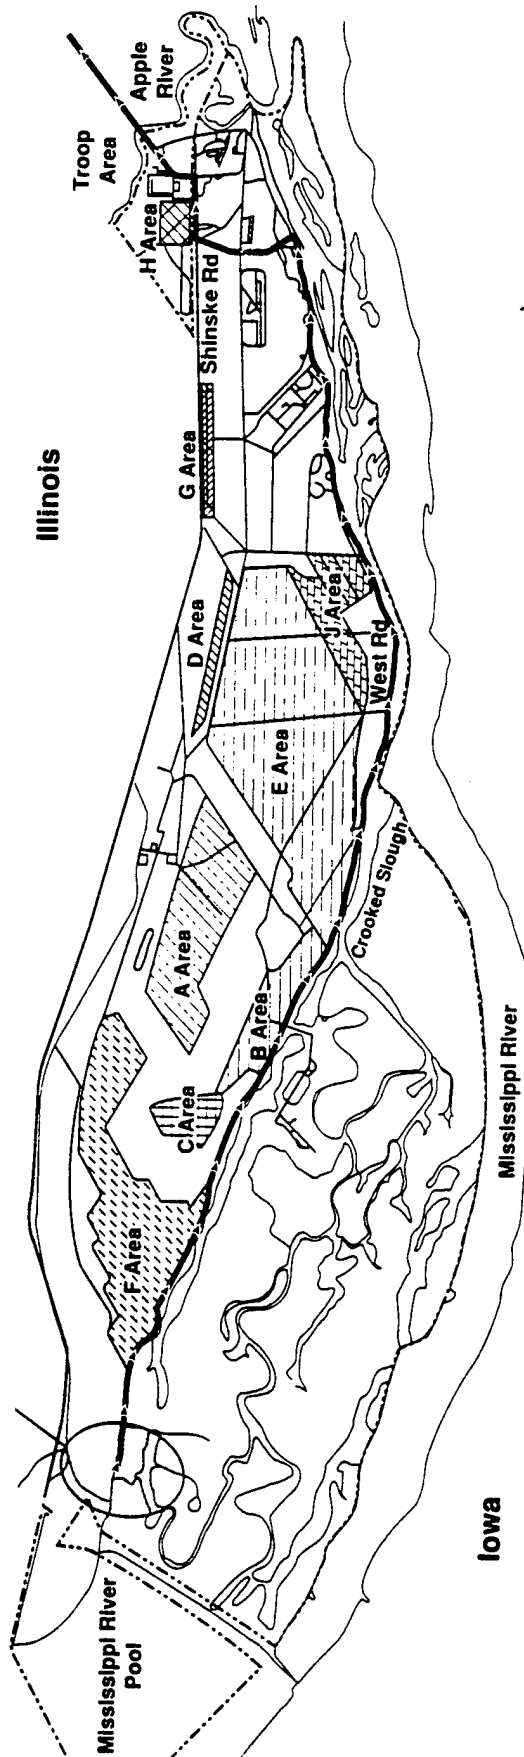 Illinois
Iowa
Mississippi River
Pool
Mississippi River
Crooked Slough
F Area
C Area
B Area
A Area
E Area
D Area
J Area
West Rd
G Area
Shinske Rd
H Area
Troop
Area
Apple
River